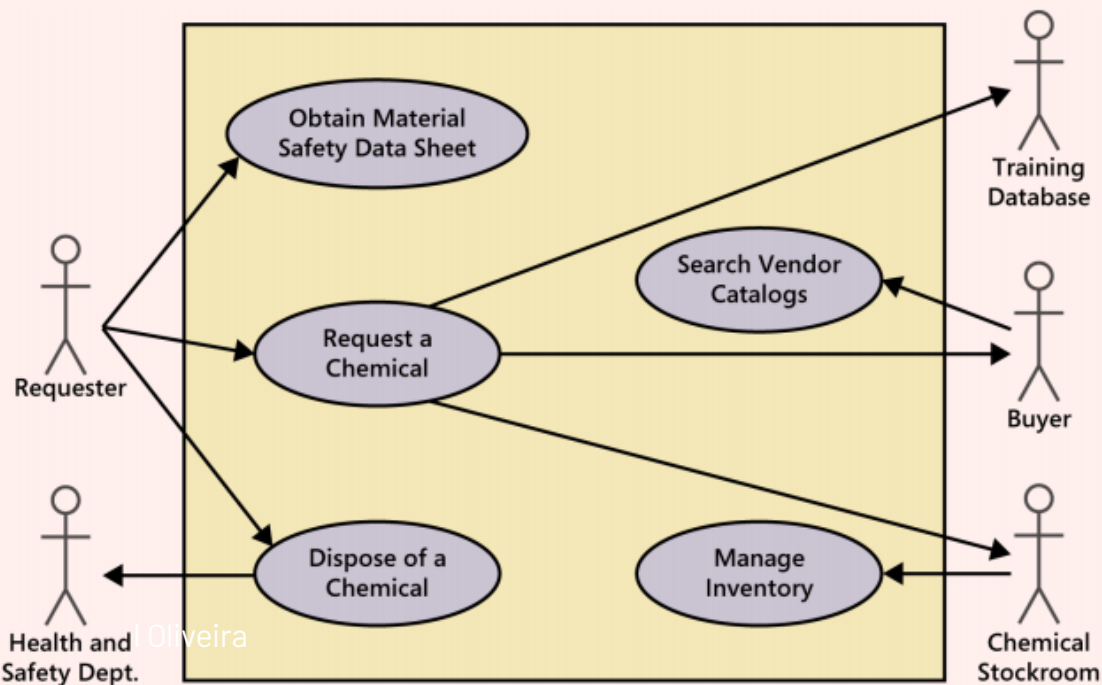 Obtain Material
Safety Data Sheet
Training
Database
Search Vendor
Catalogs
Request a
Chemical
Requester
Buyer
Dispose of a
Chemical
Manage
Inventory
Health and
Safety Dept.
Oliveira
Chemical
Stockroom